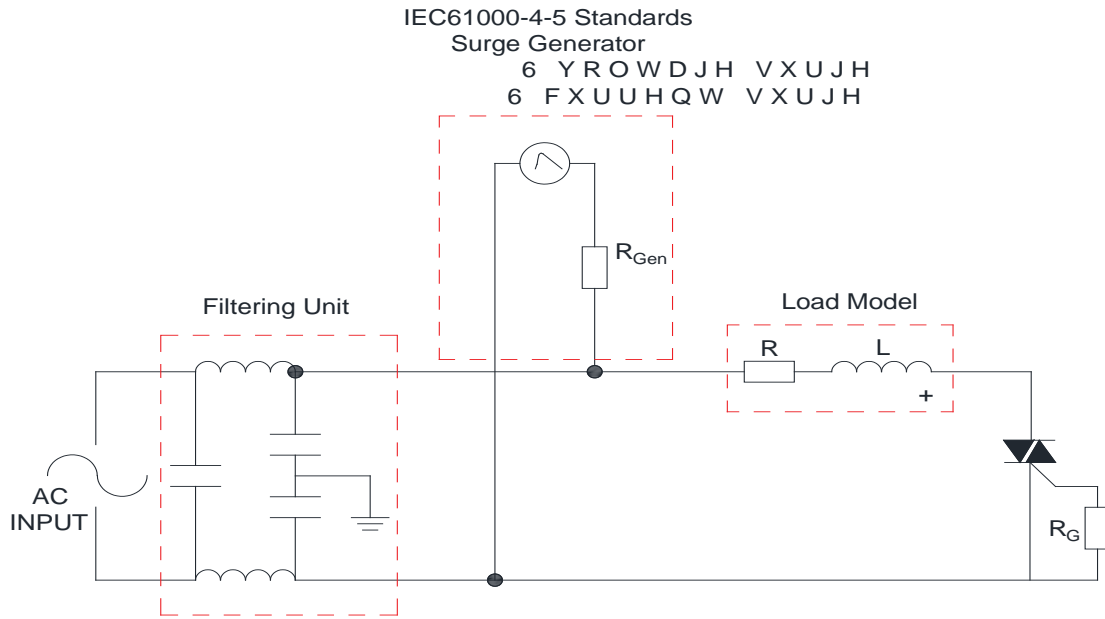 IEC61000-4-5 Standards
Surge Generator
6 YROWDJH VXUJH
6 FXUUHQW VXUJH
RGen
Filtering Unit
Load Model
R
L
+
AC
INPUT
RG